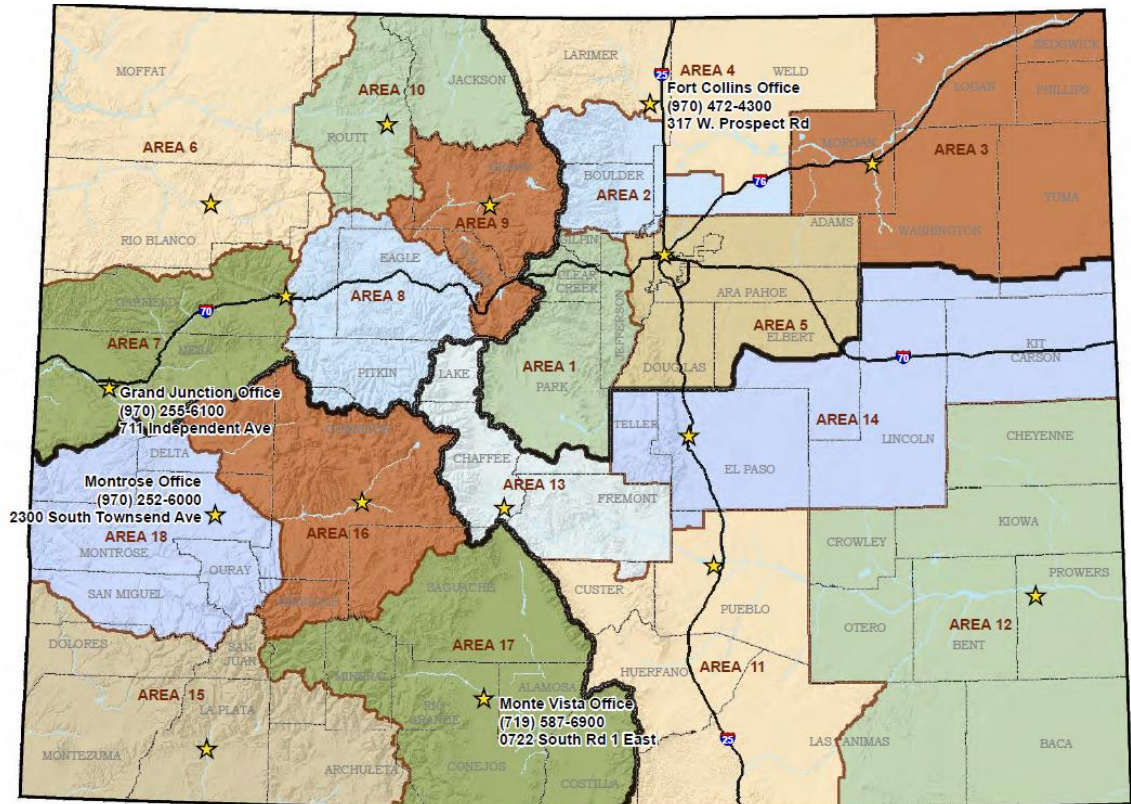 MOFFAT
AREA 6
RIO BLANCO
AREA 10
ROUTT
JACKSON
LARIMER
25
AREA 4
WELD
Fort Collins Office
(970) 472-4300
317 W. Prospect Rd
SEDGWICK
LOGAN
PHILLIPS
MORGAN
AREA 3
YUMA
WASHINGTON
76
BOULDER
AREA 2
AREA 9
GILPIN
CLEAR
CREEK
JEFFERSON
ADAMS
ARAPAHOE
AREA 5
ELBERT
DOUGLAS
EAGLE
AREA 8
PITKIN
GARFIELD
70
AREA 7
MESA
Grand Junction Office
(970) 255-6100
711 Independent Ave
LAKE
AREA 1
PARK
KIT
CARSON
70
AREA 14
LINCOLN
TELLER
EL PASO
CHEYENNE
KIOWA
DELTA
GUNNISON
Montrose Office
(970) 252-6000
2300 South Townsend Ave
AREA 18
MONTROSE
OURAY
SAN MIGUEL
AREA 16
CHAFFEE
AREA 13
FREMONT
CUSTER
CROWLEY
PROWERS
OTERO
BENT
AREA 12
PUEBLO
HUERFANO
AREA 11
SAGUACHE
AREA 17
DOLORES
SAN
JUAN
AREA 15
LA PLATA
MONTEZUMA
ARCHULETA
MINERAL
RIO
GRANDE
ALAMOSA
Monte Vista Office
(719) 587-6900
0722 South Rd 1 East
CONEJOS
COSTILLA
25
LAS ANIMAS
BACA